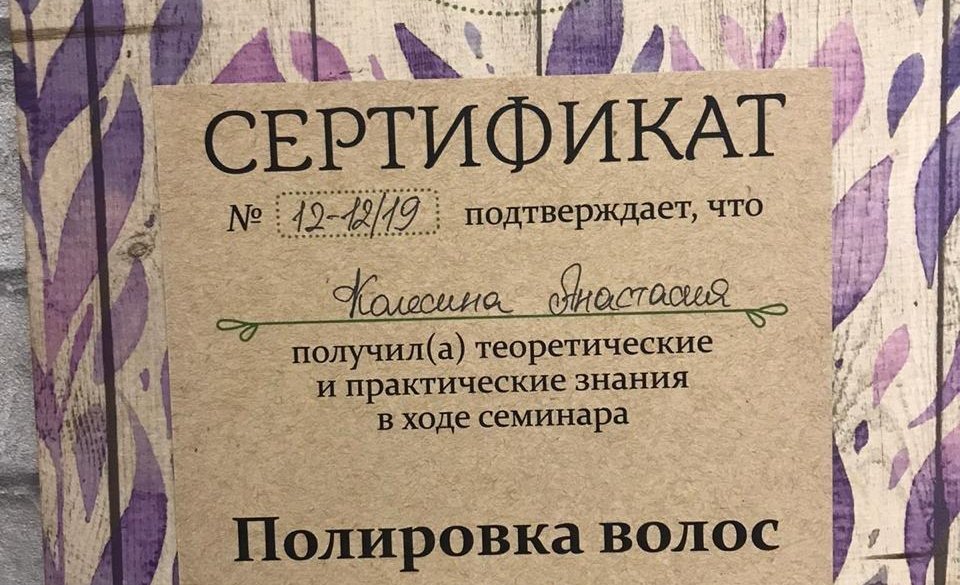 СЕРТИФИКАТ
№ 12-12/19 подтверждает, что
Колесина Анастасия
получил(а) теоретические
и практические знания
в ходе семинара
Полировка волос